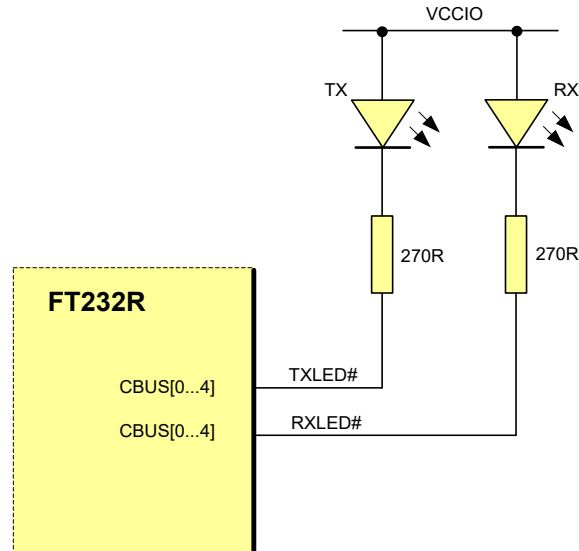 VCCIO
TX
RX
270R
270R
FT232R
TXLED#
CBUS[0...4]
RXLED#
CBUS[0...4]